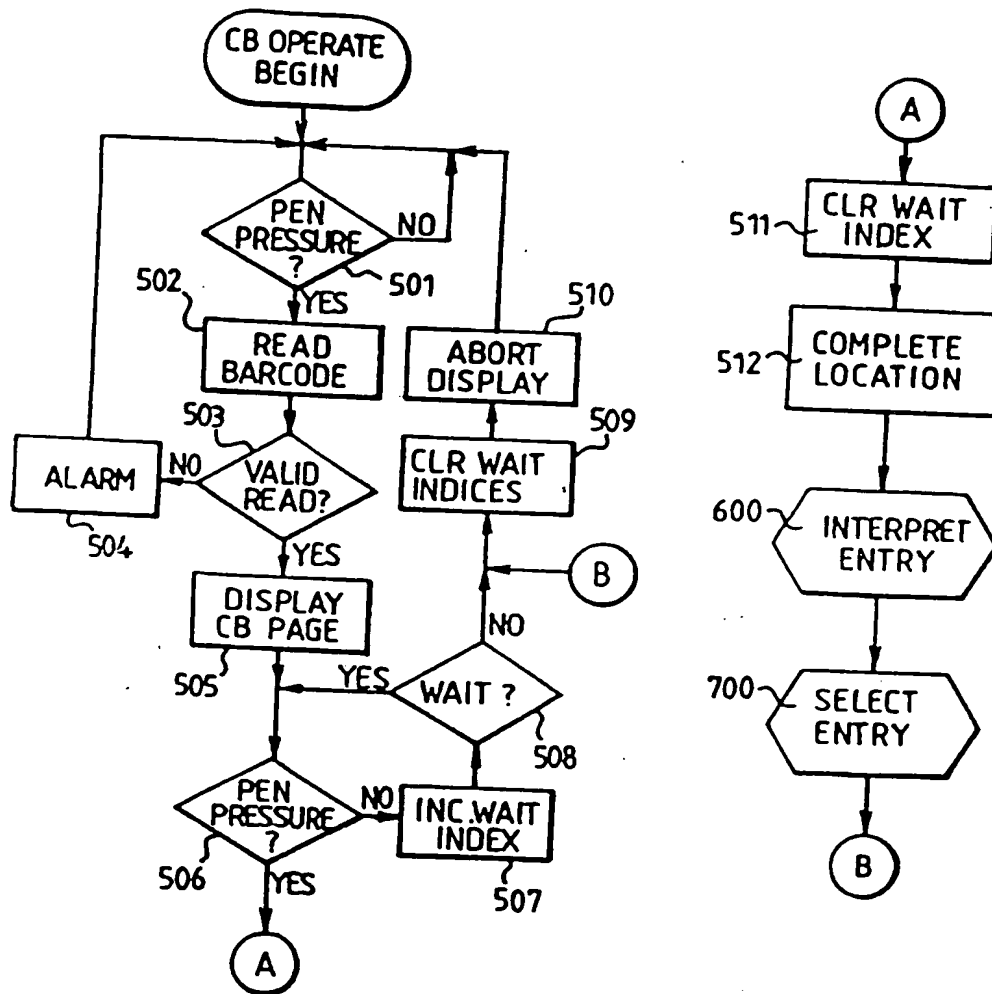 CB OPERATE
BEGIN
PEN
PRESSURE
?
NO
501
YES
502
READ
BARCODE
503
VALID
READ?
NO
ALARM
504
YES
DISPLAY
CB PAGE
505
PEN
PRESSURE
?
506
NO
YES
A
INC.WAIT
INDEX
507
WAIT ?
508
YES
NO
B
CLR WAIT
INDICES
509
ABORT
DISPLAY
510
A
511
CLR WAIT
INDEX
512
COMPLETE
LOCATION
600
INTERPRET
ENTRY
700
SELECT
ENTRY
B